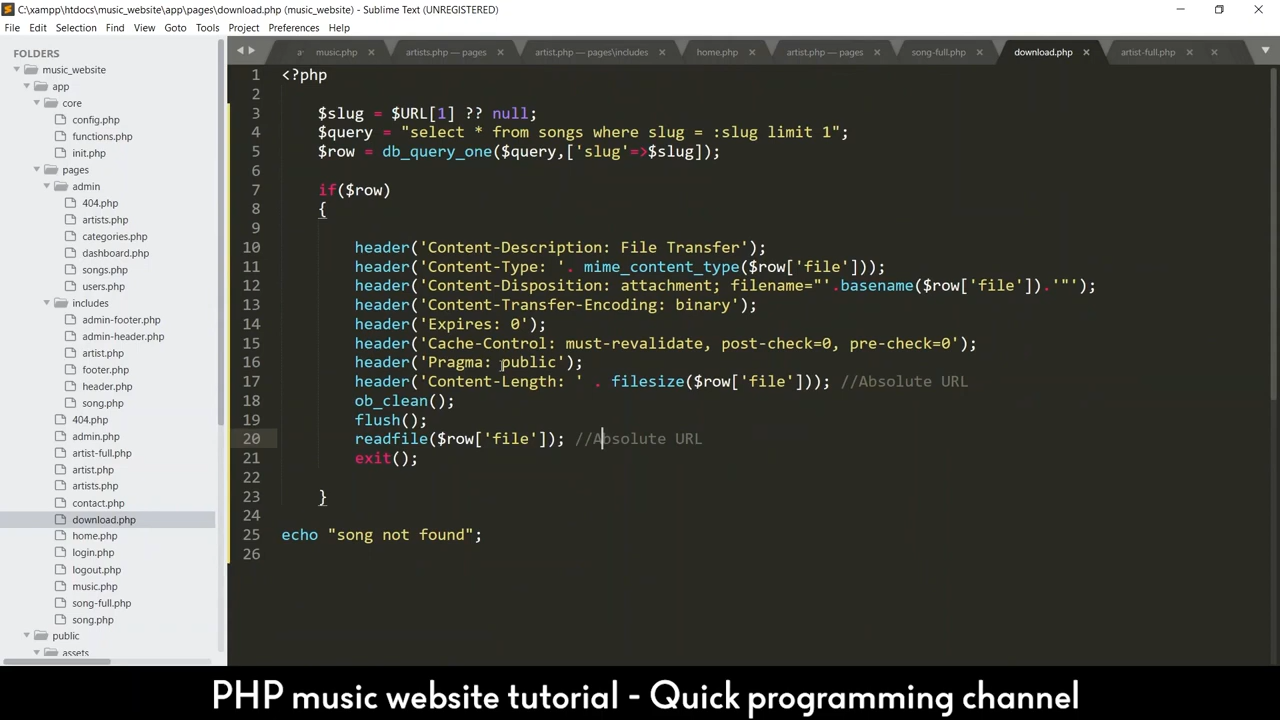 C:\xampp\htdocs\music_website\app\pages\download.php (music_website) - Sublime Text (UNREGISTERED)
File Edit Selection Find View Goto Tools Project Preferences Help
music.php artists.php — pages artist.php — pages\includes home.php artist.php — pages song-full.php download.php artist-full.php
FOLDERS
music_website
app
core
config.php
functions.php
init.php
pages
admin
404.php
artists.php
categories.php
dashboard.php
songs.php
users.php
includes
admin-footer.php
admin-header.php
artist.php
footer.php
header.php
song.php
404.php
admin.php
artist-full.php
artist.php
artists.php
contact.php
download.php
home.php
login.php
logout.php
music.php
song-full.php
song.php
public
assets
1 <?php
2
3 $slug = $URL[1] ?? null;
4 $query = "select * from songs where slug = :slug limit 1";
5 $row = db_query_one($query,['slug'=>$slug]);
6
7 if($row)
8 {
9
10 header('Content-Description: File Transfer');
11 header('Content-Type: '. mime_content_type($row['file']));
12 header('Content-Disposition: attachment; filename="'.basename($row['file']).'"');
13 header('Content-Transfer-Encoding: binary');
14 header('Expires: 0');
15 header('Cache-Control: must-revalidate, post-check=0, pre-check=0');
16 header('Pragma: public');
17 header('Content-Length: ' . filesize($row['file'])); //Absolute URL
18 ob_clean();
19 flush();
20 readfile($row['file']); //Absolute URL
21 exit();
22
23 }
24
25 echo "song not found";
26
PHP music website tutorial - Quick programming channel